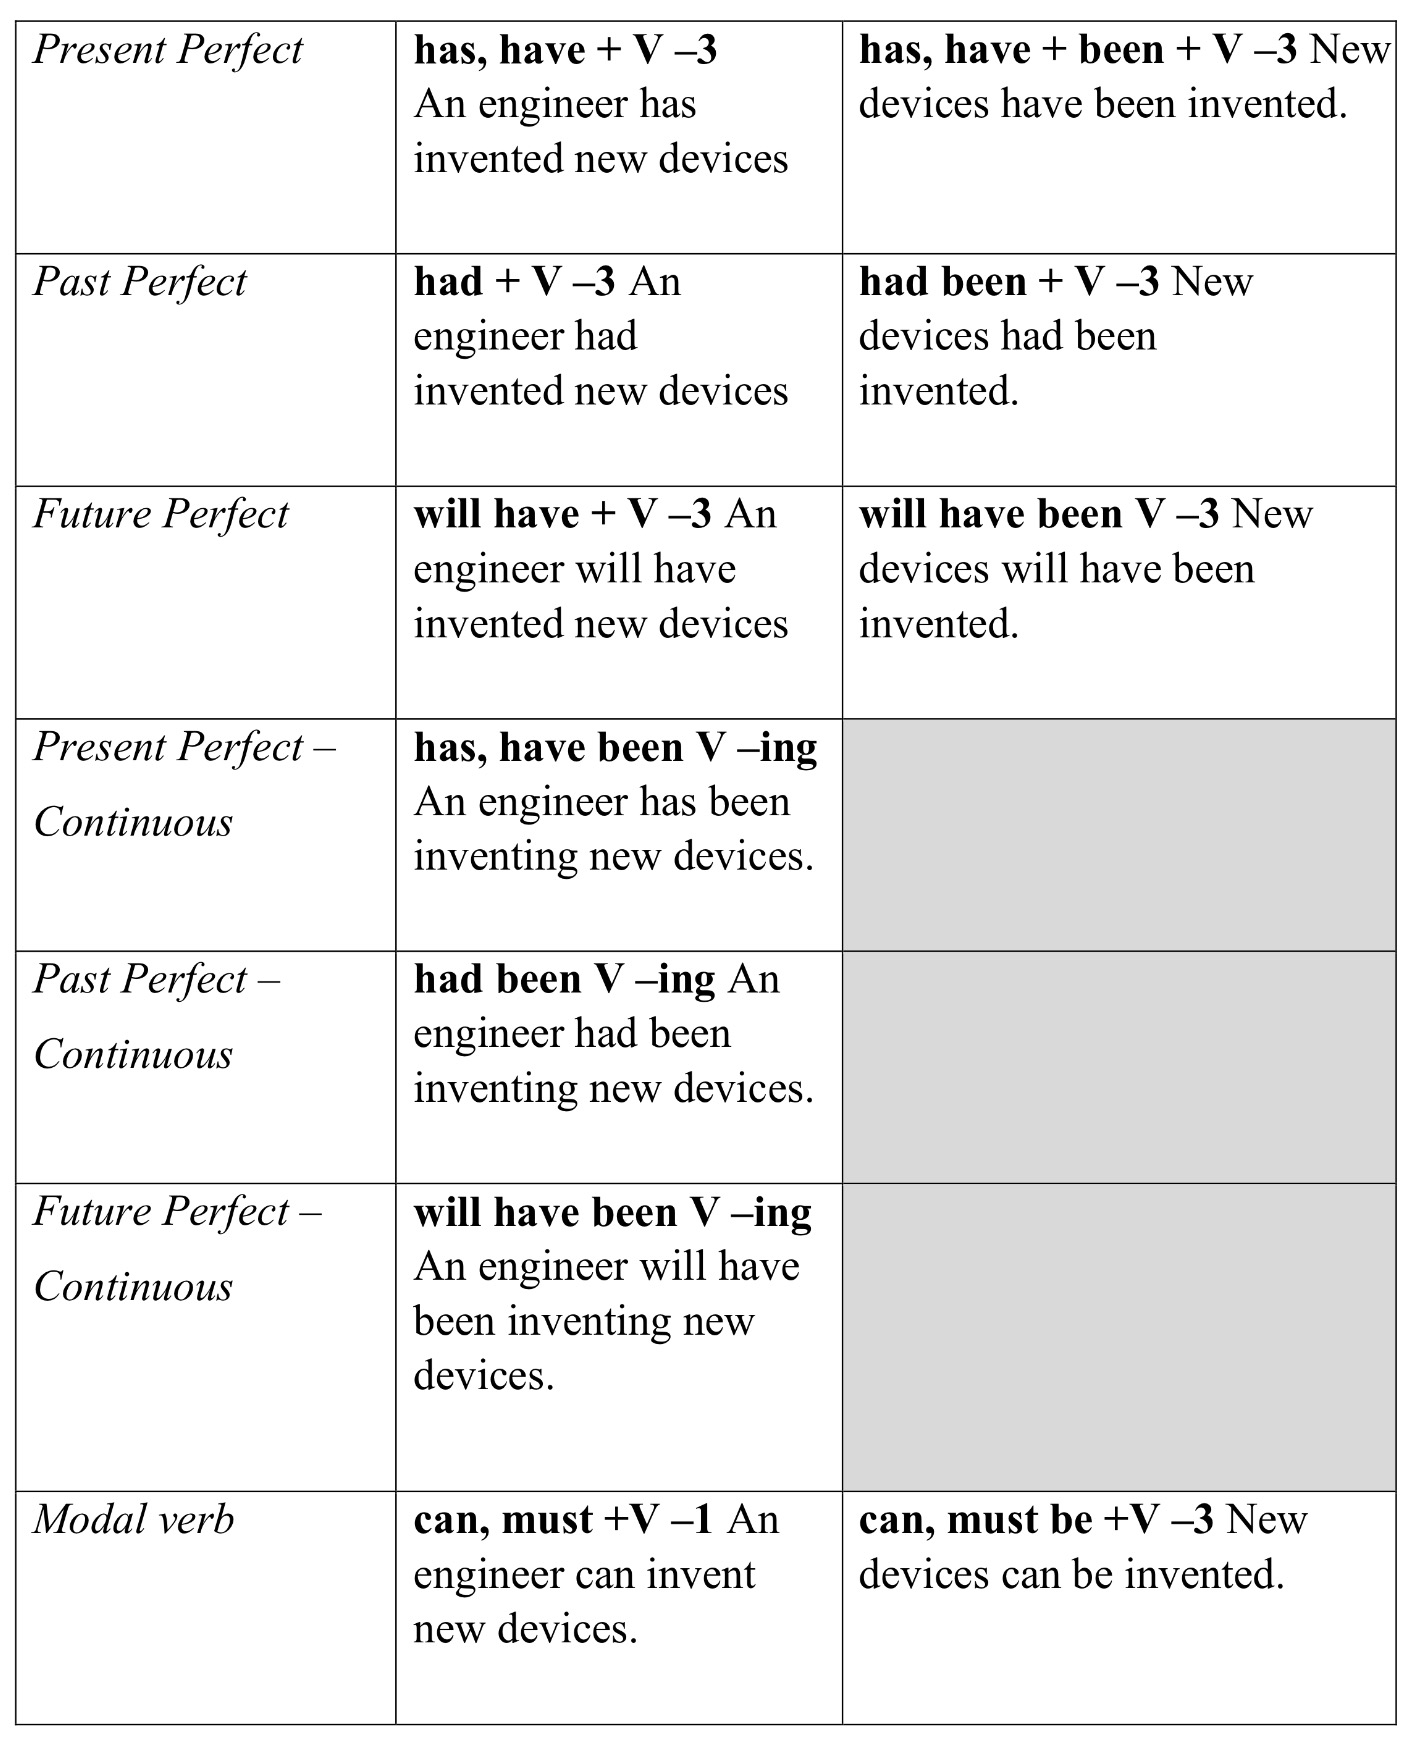 Present Perfect
has, have + V –3
An engineer has
invented new devices
has, have + been + V –3 New
devices have been invented.
Past Perfect
had + V –3 An
engineer had
invented new devices
had been + V –3 New
devices had been
invented.
Future Perfect
will have + V –3 An
engineer will have
invented new devices
will have been V –3 New
devices will have been
invented.
Present Perfect –
Continuous
has, have been V –ing
An engineer has been
inventing new devices.
Past Perfect –
Continuous
had been V –ing An
engineer had been
inventing new devices.
Future Perfect –
Continuous
will have been V –ing
An engineer will have
been inventing new
devices.
Modal verb
can, must +V –1 An
engineer can invent
new devices.
can, must be +V –3 New
devices can be invented.